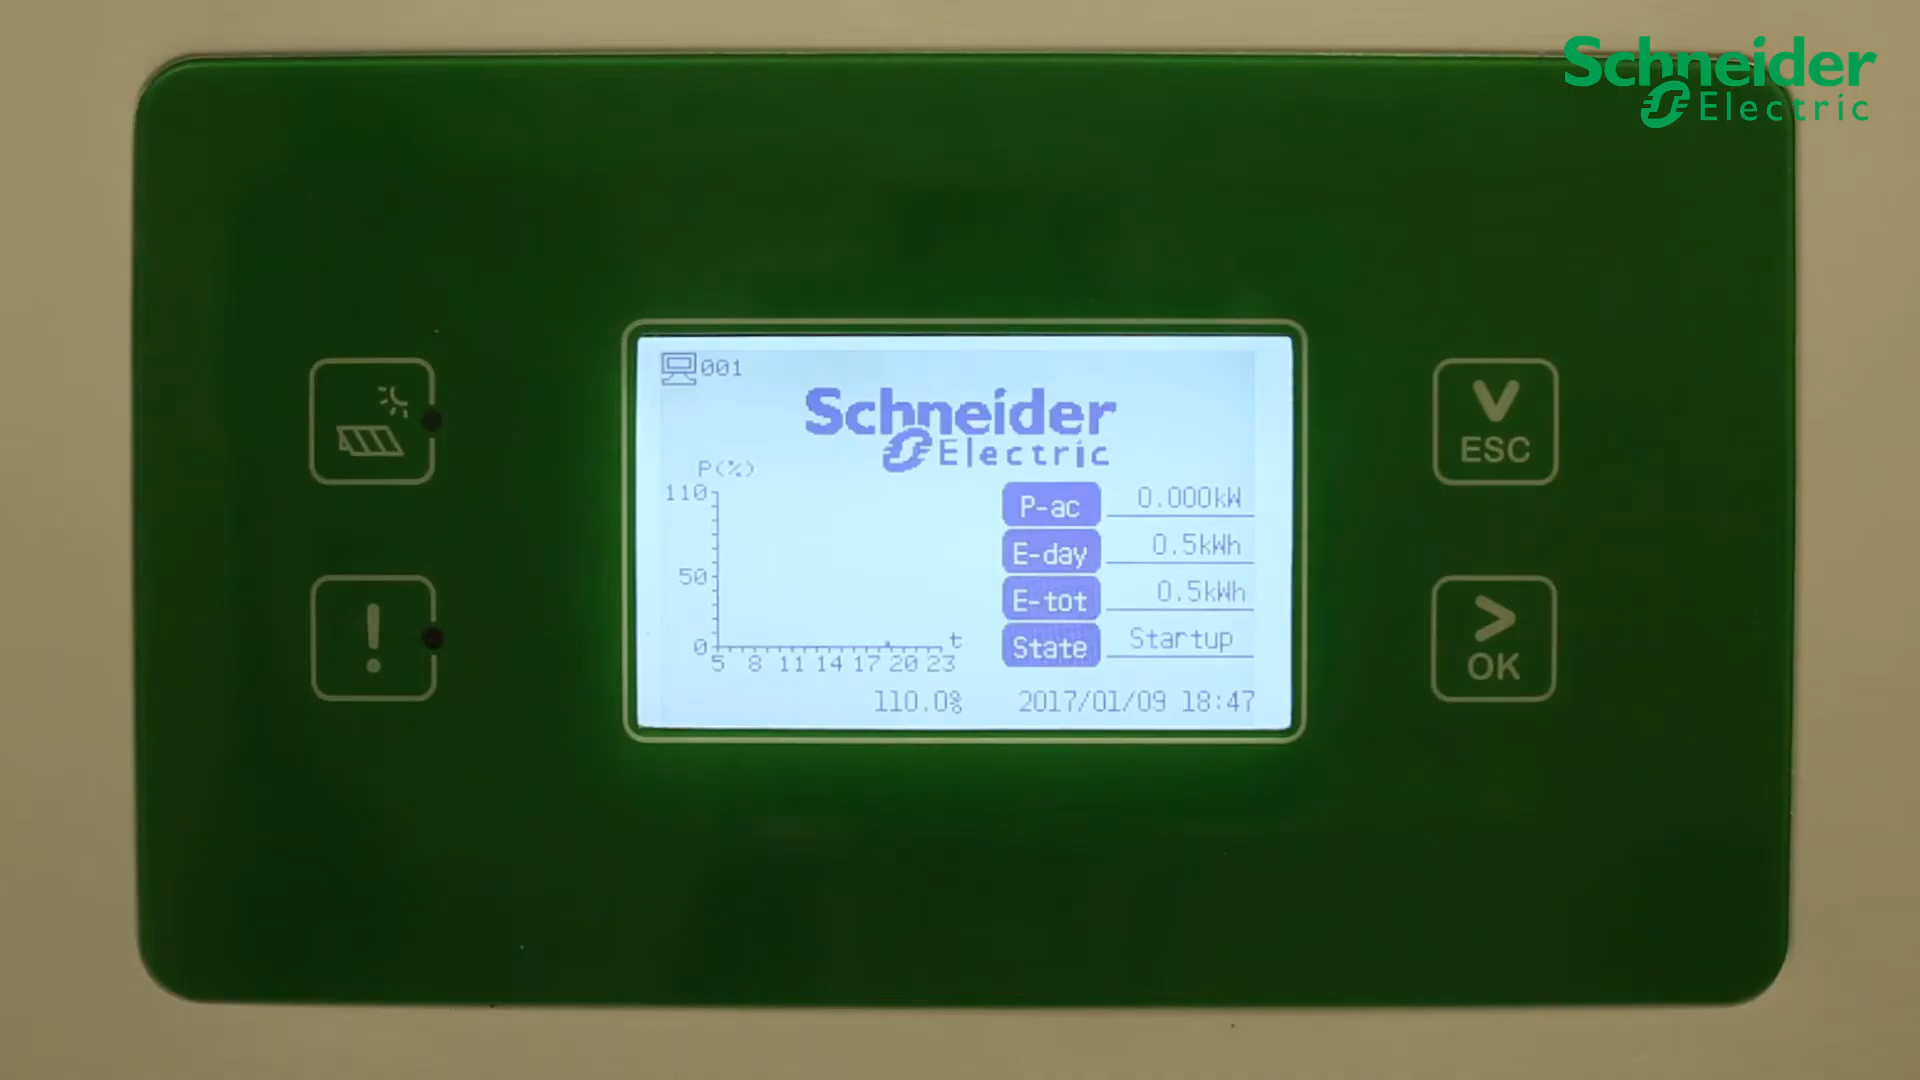 Schneider
Electric
001
Schneider
Electric
P(%)
110
50
0
5 8 11 14 17 20 23
t
P-ac 0.000kW
E-day 0.5kWh
E-tot 0.5kWh
State Startup
110.0% 2017/01/09 18:47
!
ESC
OK